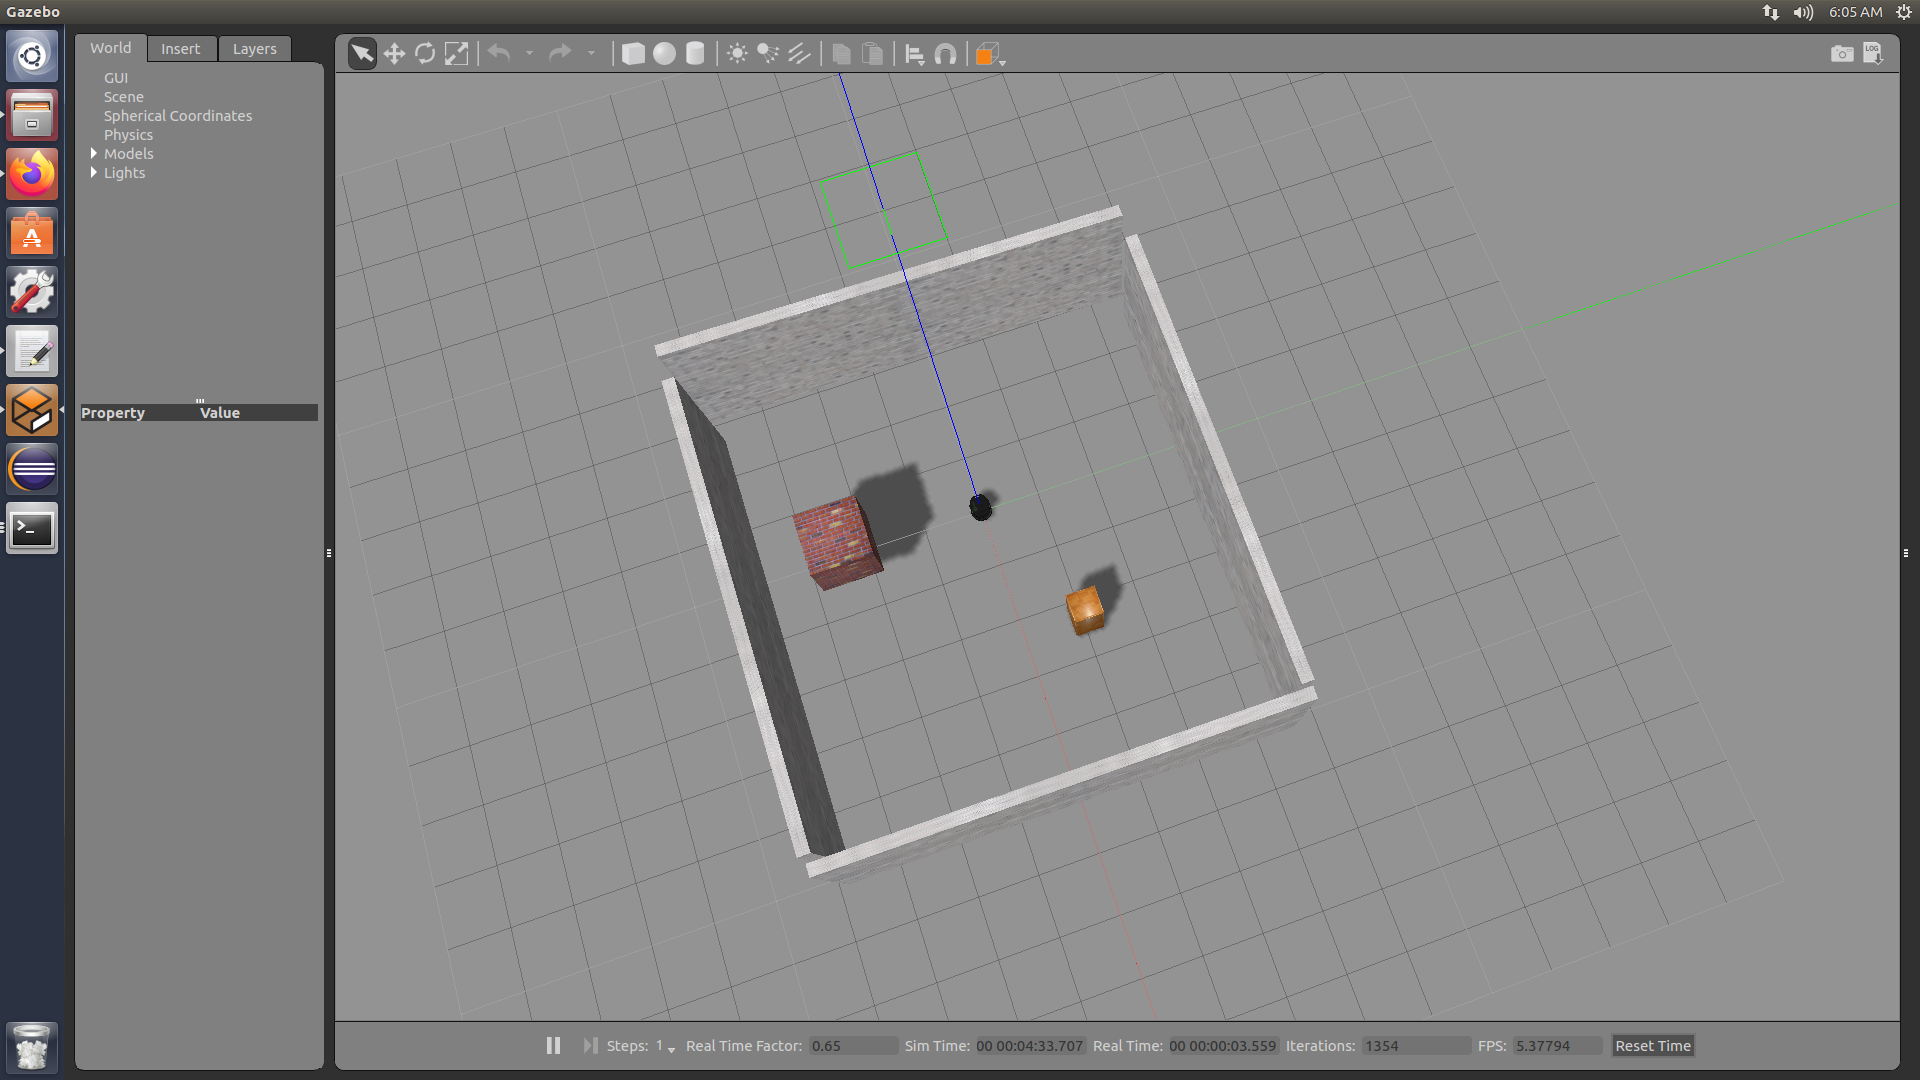 Gazebo
6:05 AM
World
Insert
Layers
GUI
Scene
Spherical Coordinates
Physics
Models
Lights
Property Value
LOG
Steps: 1 Real Time Factor: 0.65 Sim Time: 00 00:04:33.707 Real Time: 00 00:00:03.559 Iterations: 1354 FPS: 5.37794 Reset Time